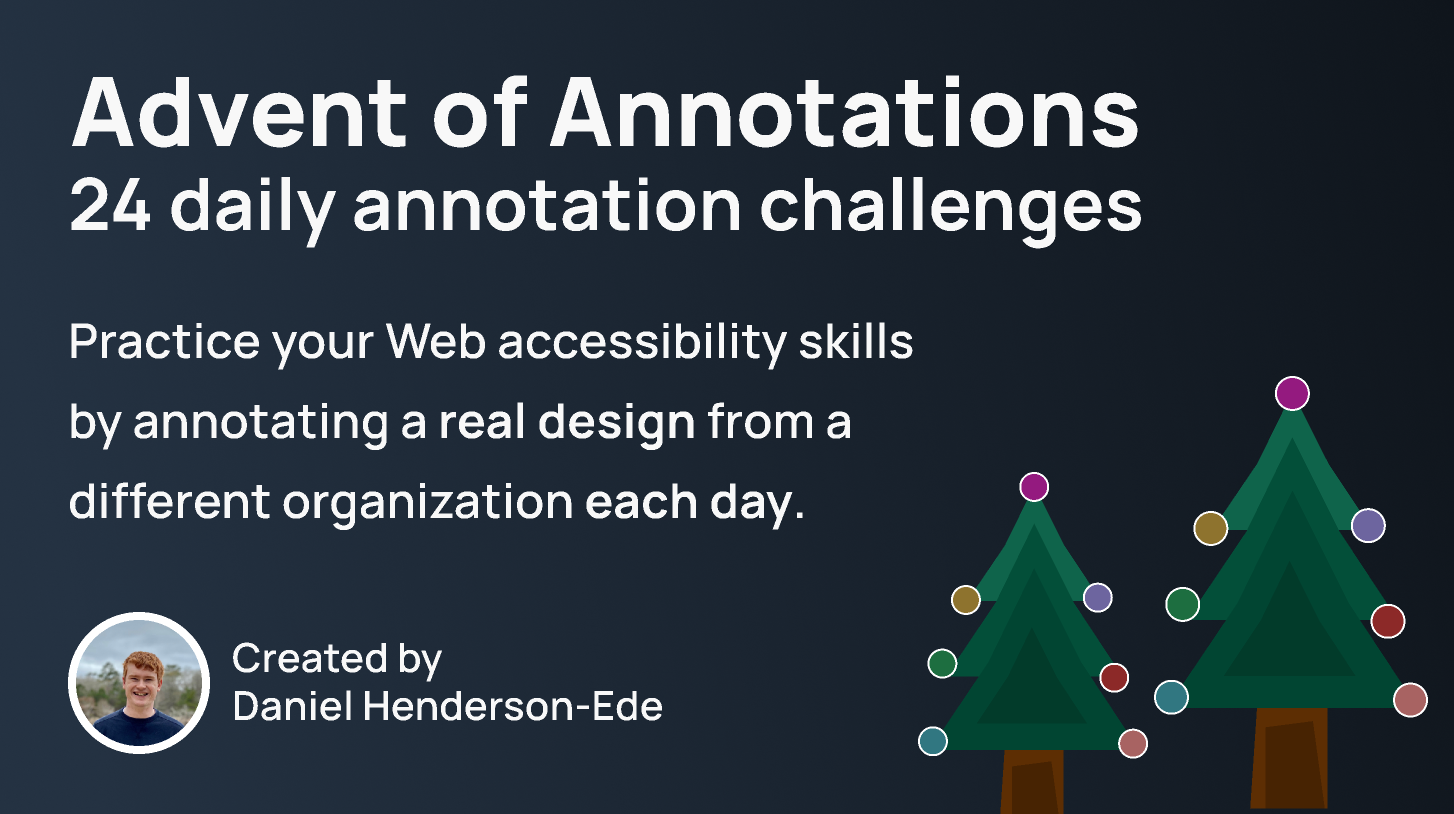 Advent of Annotations
24 daily annotation challenges
Practice your Web accessibility skills
by annotating a real design from a
different organization each day.
Created by
Daniel Henderson-Ede